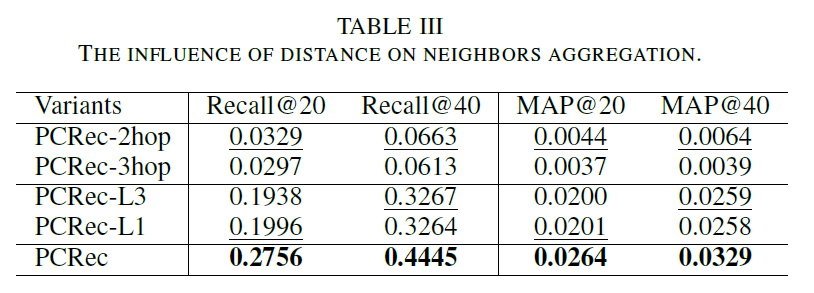 TABLE III
THE INFLUENCE OF DISTANCE ON NEIGHBORS AGGREGATION.
Variants Recall@20 Recall@40 MAP@20 MAP@40
PCRec-2hop 0.0329 0.0663 0.0044 0.0064
PCRec-3hop 0.0297 0.0613 0.0037 0.0039
PCRec-L3 0.1938 0.3267 0.0200 0.0259
PCRec-L1 0.1996 0.3264 0.0201 0.0258
PCRec 0.2756 0.4445 0.0264 0.0329